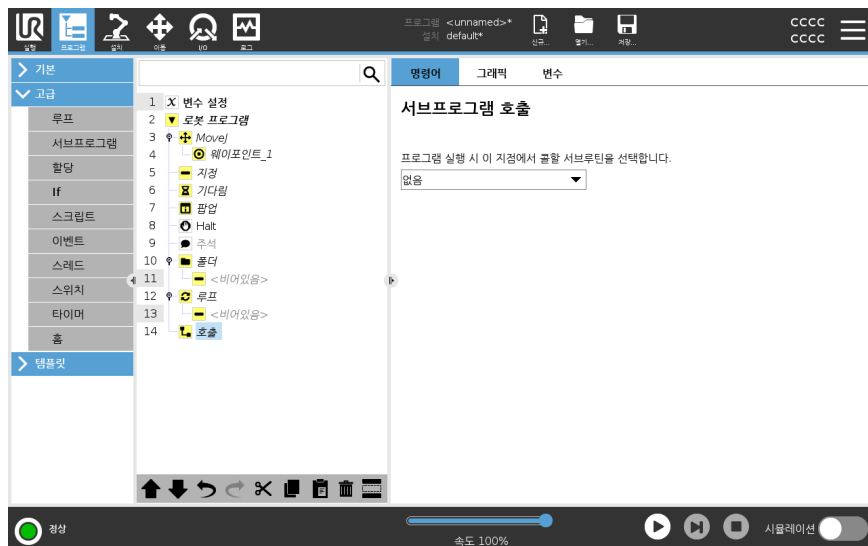 UR
실행
프로그램
설치
이동
I/O
로그
프로그램 <unnamed>*
설치 default*
신규...
열기...
저장...
CCCC
CCCC
기본
고급
루프
서브프로그램
할당
If
스크립트
이벤트
스레드
스위치
타이머
홈
템플릿
1 X 변수 설정
2 로봇 프로그램
3 MoveJ
4 웨이포인트_1
5 지정
6 기다림
7 팝업
8 Halt
9 주석
10 폴더
11 <비어있음>
12 루프
13 <비어있음>
14 호출
명령어 그래픽 변수
서브프로그램 호출
프로그램 실행 시 이 지점에서 콜할 서브루틴을 선택합니다.
없음
정상
속도 100%
시뮬레이션